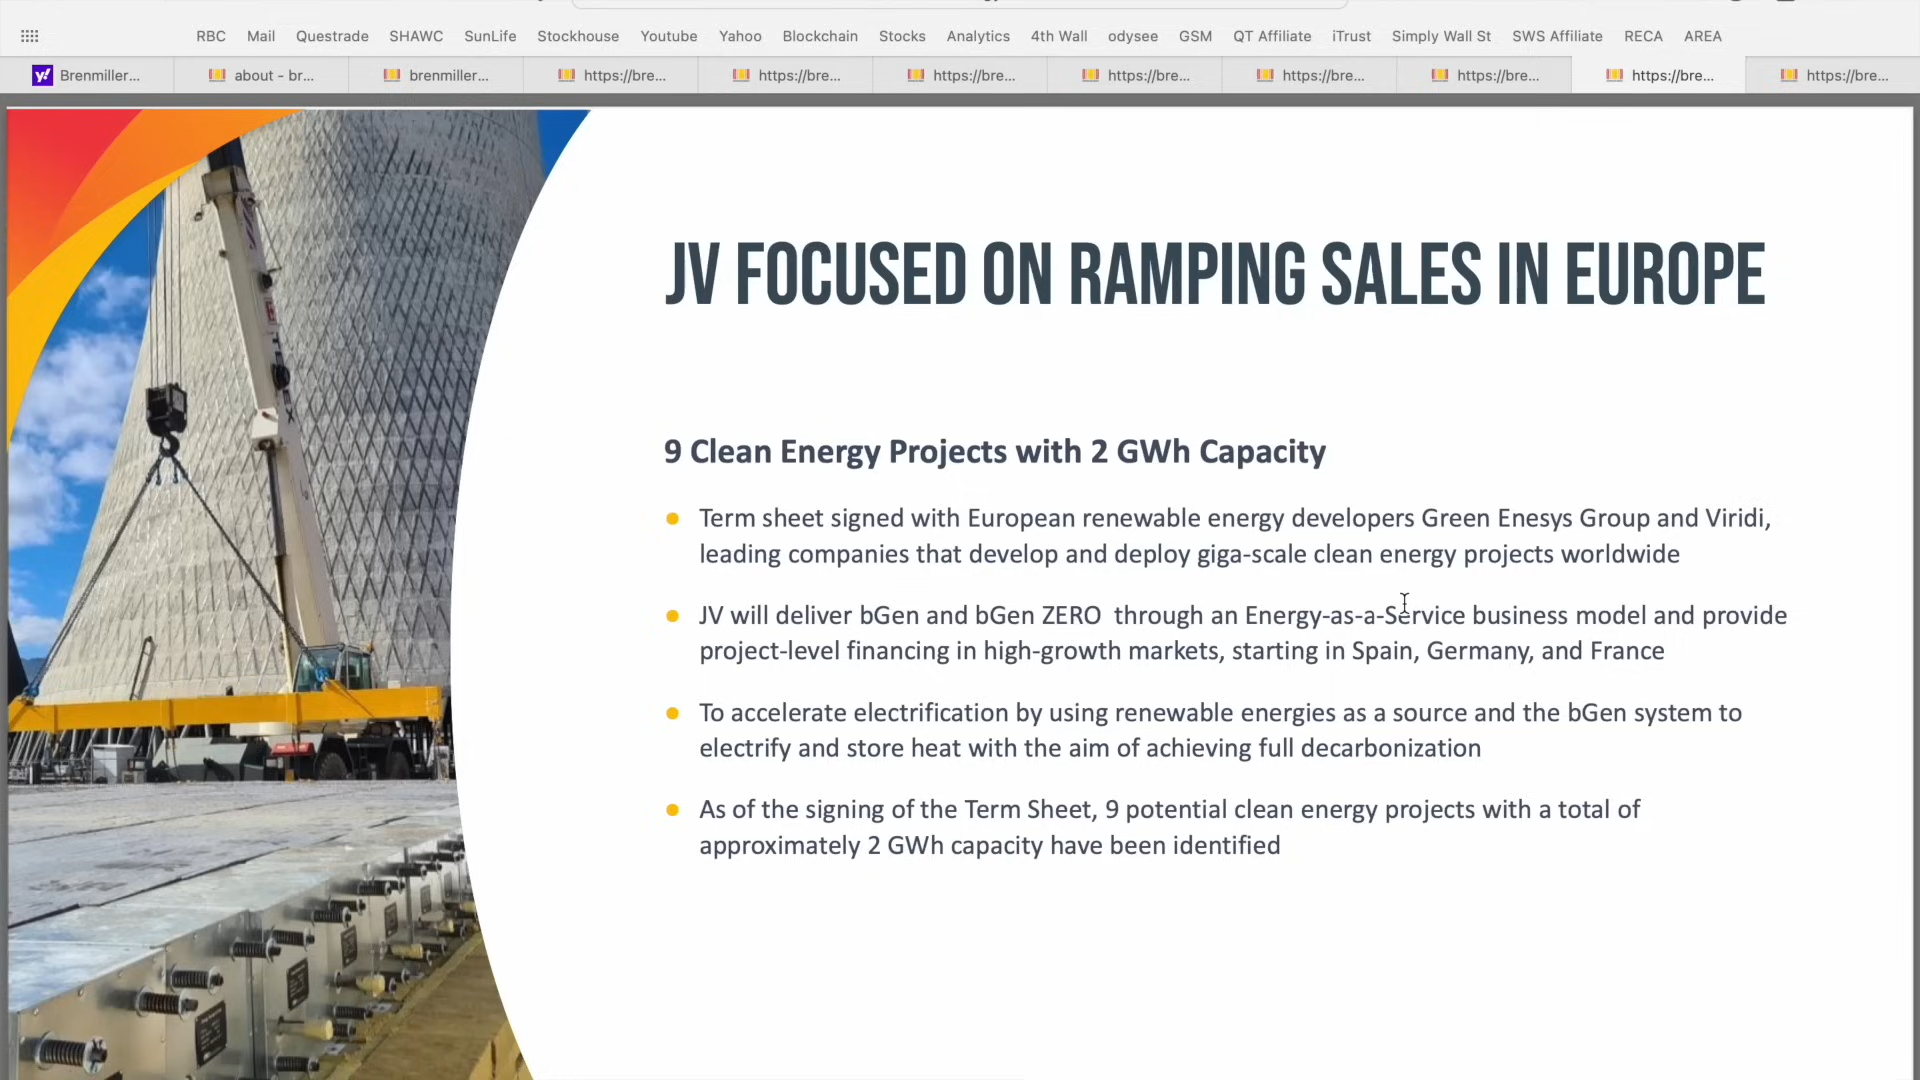 RBC Mail Questrade SHAWC SunLife Stockhouse Youtube Yahoo Blockchain Stocks Analytics 4th Wall odysee GSM QT Affiliate iTrust Simply Wall St SWS Affiliate RECA AREA
y! Brenmiller... about - br... brenmiller... https://bre... https://bre... https://bre... https://bre... https://bre... https://bre... https://bre... https://bre...
JV FOCUSED ON RAMPING SALES IN EUROPE
9 Clean Energy Projects with 2 GWh Capacity
Term sheet signed with European renewable energy developers Green Enesys Group and Viridi,
leading companies that develop and deploy giga-scale clean energy projects worldwide
JV will deliver bGen and bGen ZERO through an Energy-as-a-Service business model and provide
project-level financing in high-growth markets, starting in Spain, Germany, and France
To accelerate electrification by using renewable energies as a source and the bGen system to
electrify and store heat with the aim of achieving full decarbonization
As of the signing of the Term Sheet, 9 potential clean energy projects with a total of
approximately 2 GWh capacity have been identified